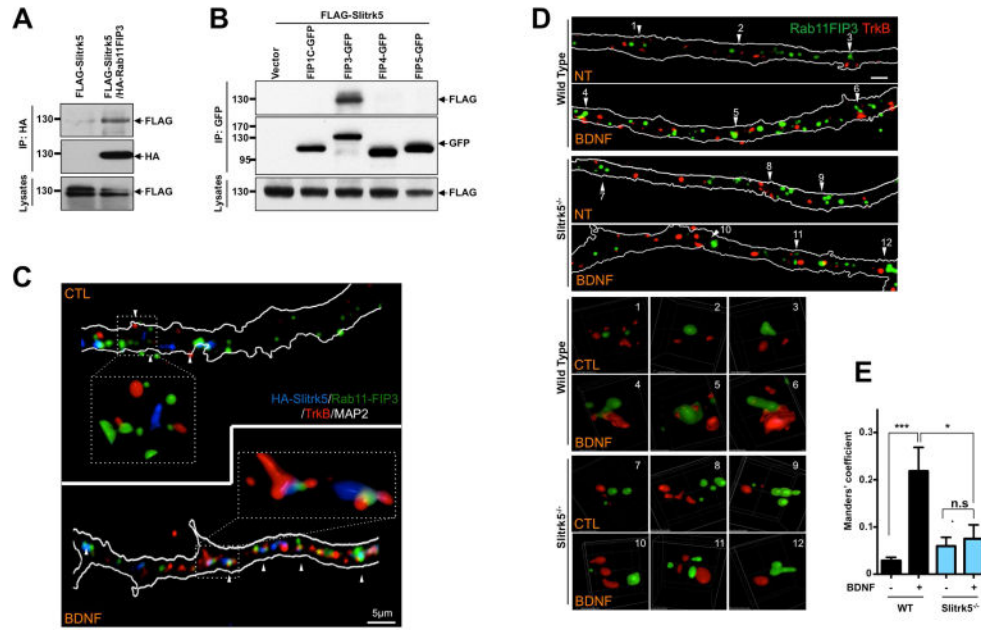 A
FLAG-Slitrk5
FLAG-Slitrk5
/HA-Rab11FIP3
IP: HA
130
FLAG
130
HA
Lysates
130
FLAG
B
FLAG-Slitrk5
Vector
FIP1C-GFP
FIP3-GFP
FIP4-GFP
FIP5-GFP
IP: GFP
130
FLAG
170
130
95
GFP
Lysates
130
FLAG
C
CTL
HA-Slitrk5/Rab11-FIP3
/TrkB/MAP2
BDNF
5µm
D
Rab11FIP3 TrkB
Wild Type
1
2
3
NT
4
5
6
BDNF
Slitrk5-/-
7
8
9
NT
10
11
12
BDNF
Wild Type
1
2
3
CTL
4
5
6
BDNF
Slitrk5-/-
7
8
9
CTL
10
11
12
BDNF
E
Manders' coefficient
0.3
0.2
0.1
0
***
*
n.s
BDNF - + - +
WT Slitrk5-/-